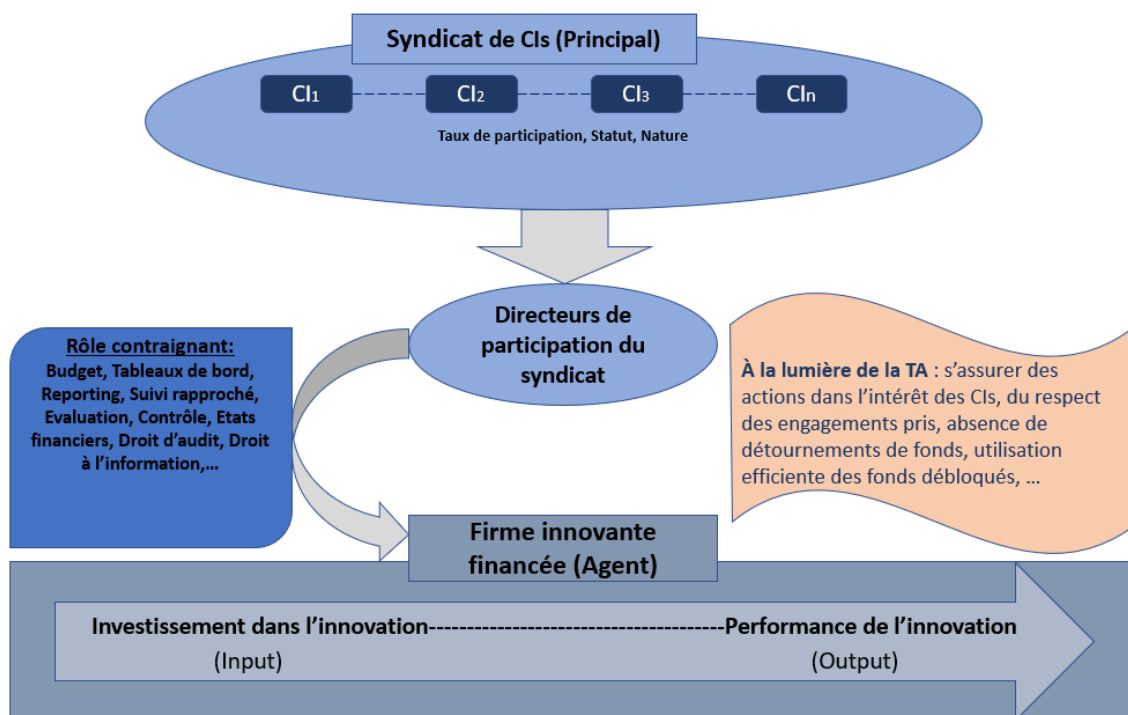 Syndicat de CIs (Principal)
CI1 CI2 CI3 CIn
Taux de participation, Statut, Nature
Directeurs de
participation du
syndicat
Rôle contraignant:
Budget, Tableaux de bord,
Reporting, Suivi rapproché,
Evaluation, Contrôle, Etats
financiers, Droit d’audit, Droit
à l’information,…
À la lumière de la TA : s’assurer des
actions dans l’intérêt des CIs, du respect
des engagements pris, absence de
détournements de fonds, utilisation
efficiente des fonds débloqués, …
Firme innovante
financée (Agent)
Investissement dans l’innovation-------------------------------------Performance de l’innovation
(Input) (Output)